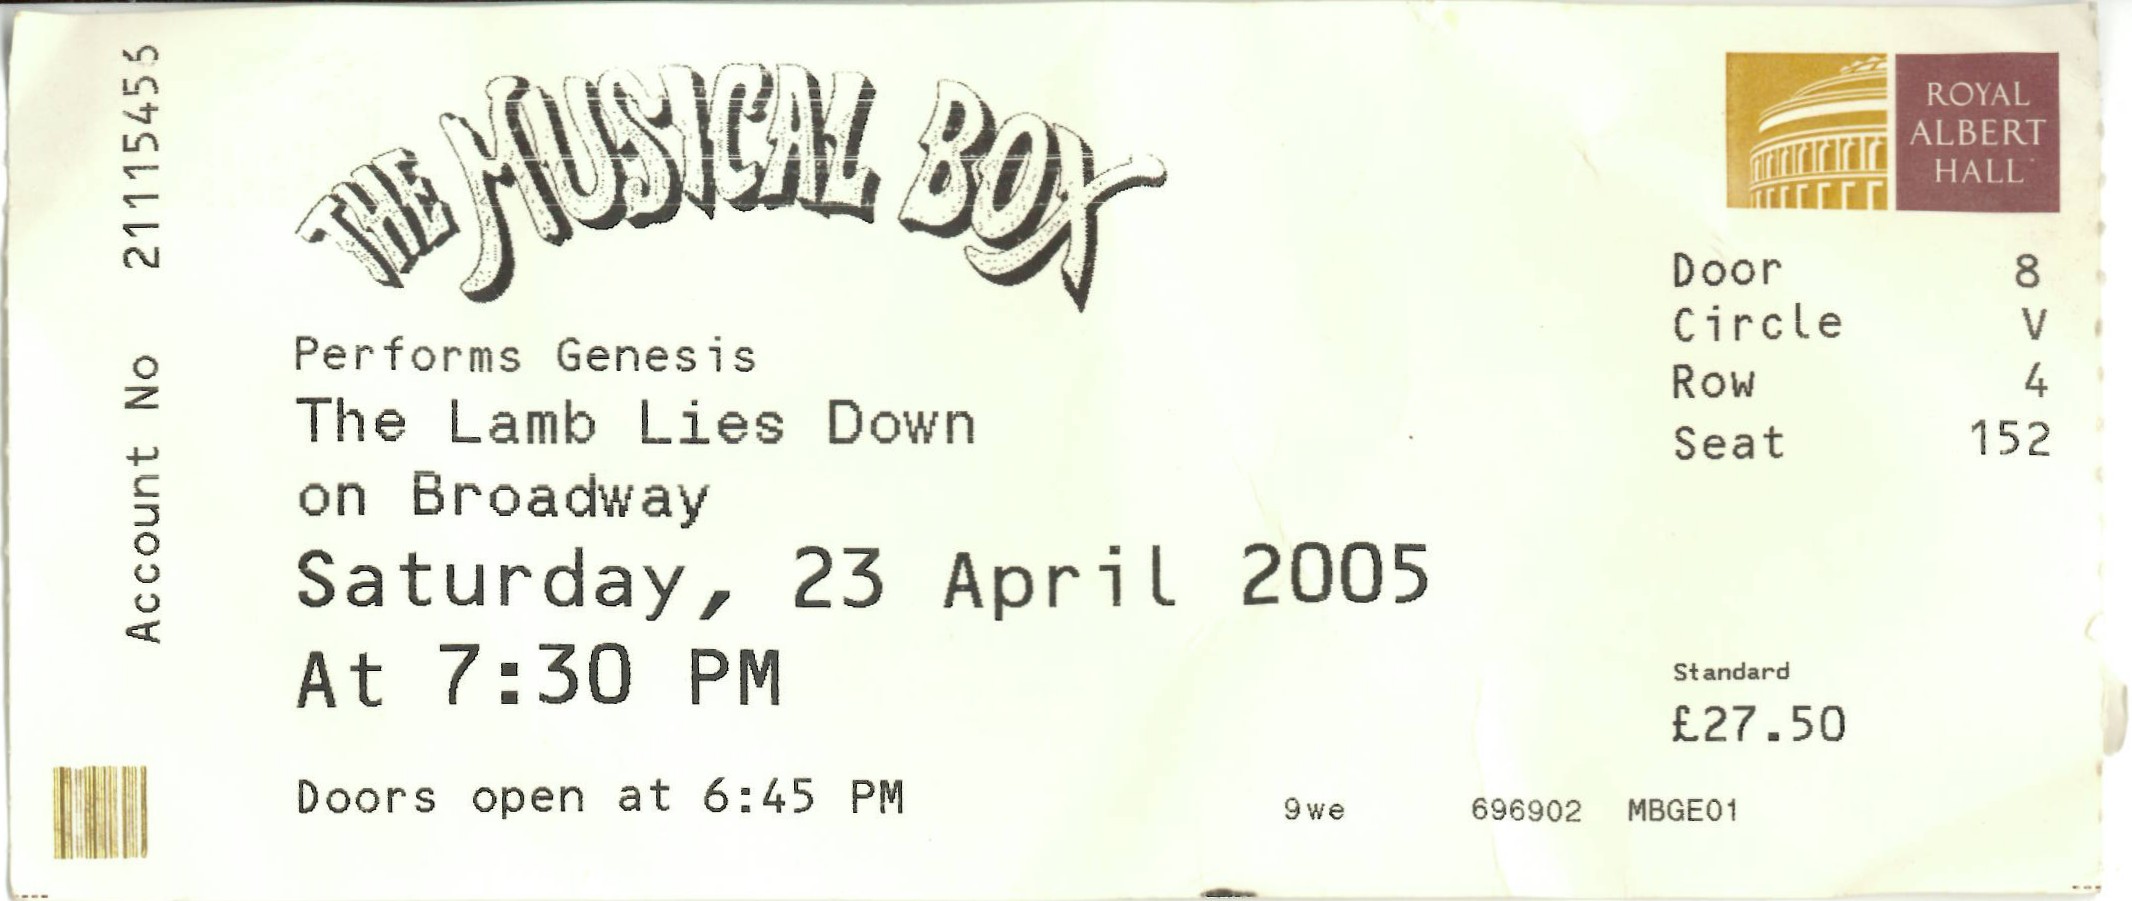 Account No 21115456
THE MUSICAL BOX
Performs Genesis
The Lamb Lies Down
on Broadway
Saturday, 23 April 2005
At 7:30 PM
Doors open at 6:45 PM
ROYAL
ALBERT
HALL
Door 8
Circle V
Row 4
Seat 152
Standard
£27.50
9we 696902 MBGE01